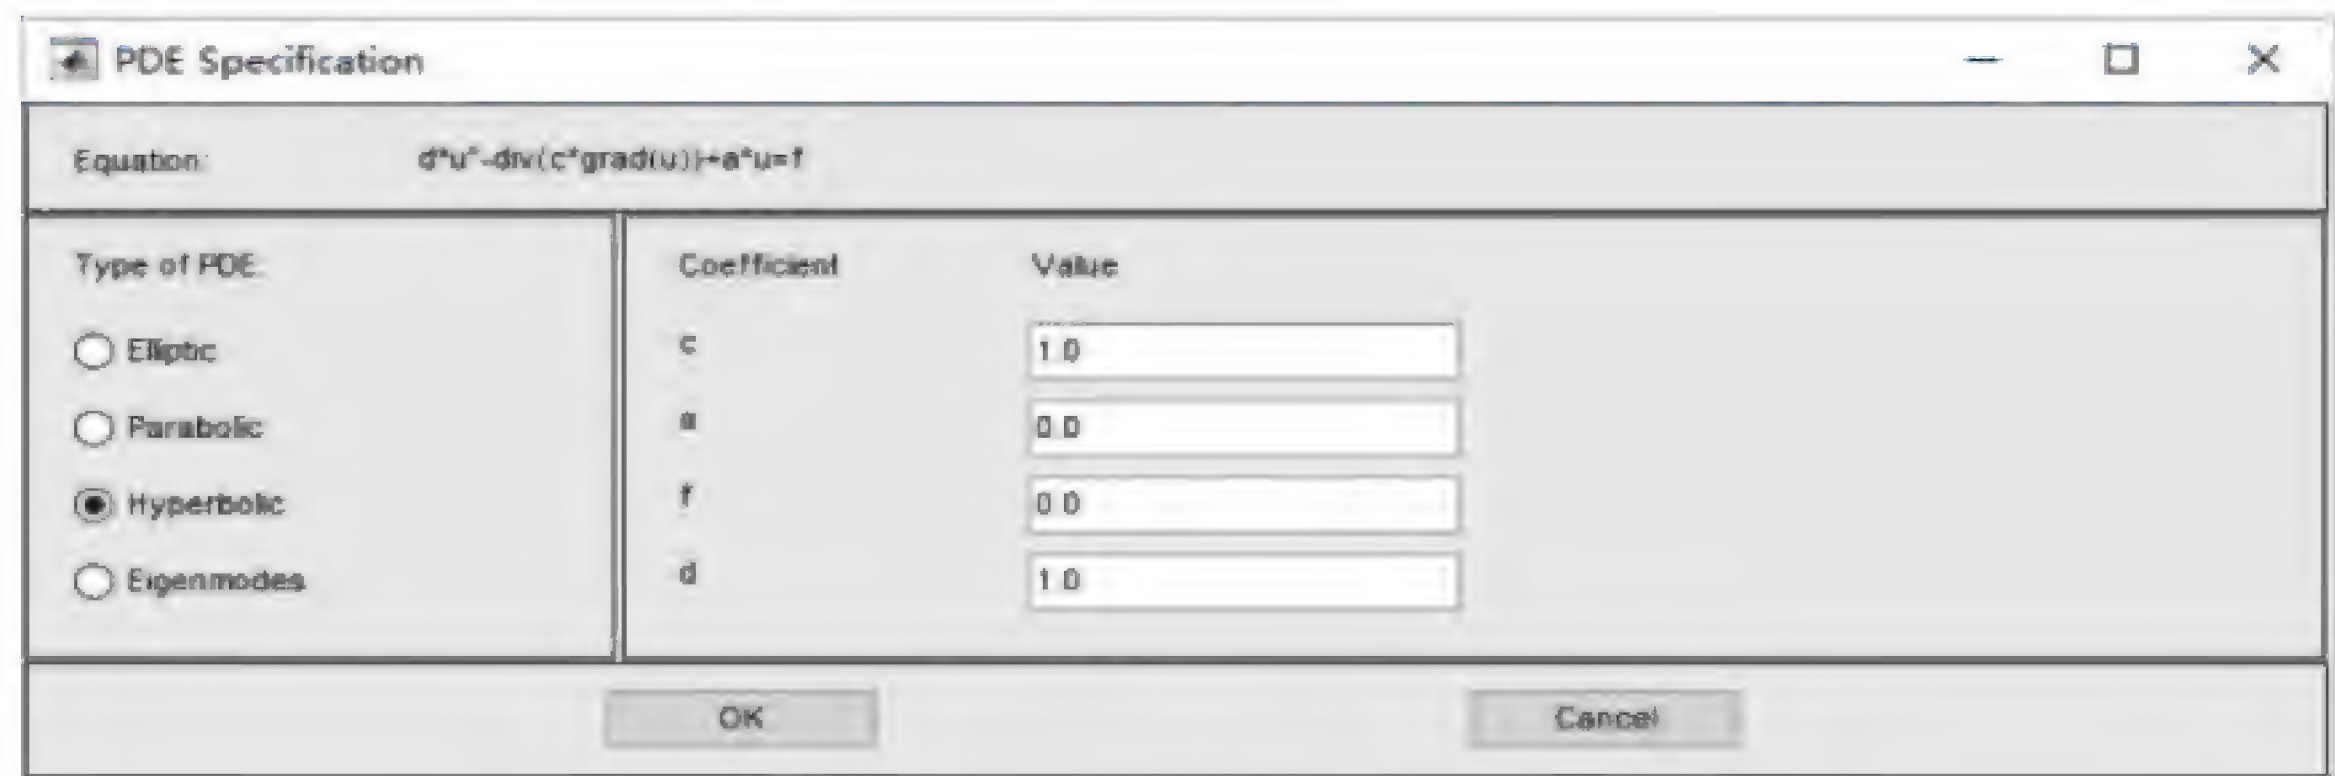 PDE Specification
Equation: d*u''-div(c*grad(u))+a*u=f
Type of PDE: Coefficient Value
Elliptic c 1.0
Parabolic a 0.0
Hyperbolic f 0.0
Eigenmodes d 1.0
OK Cancel